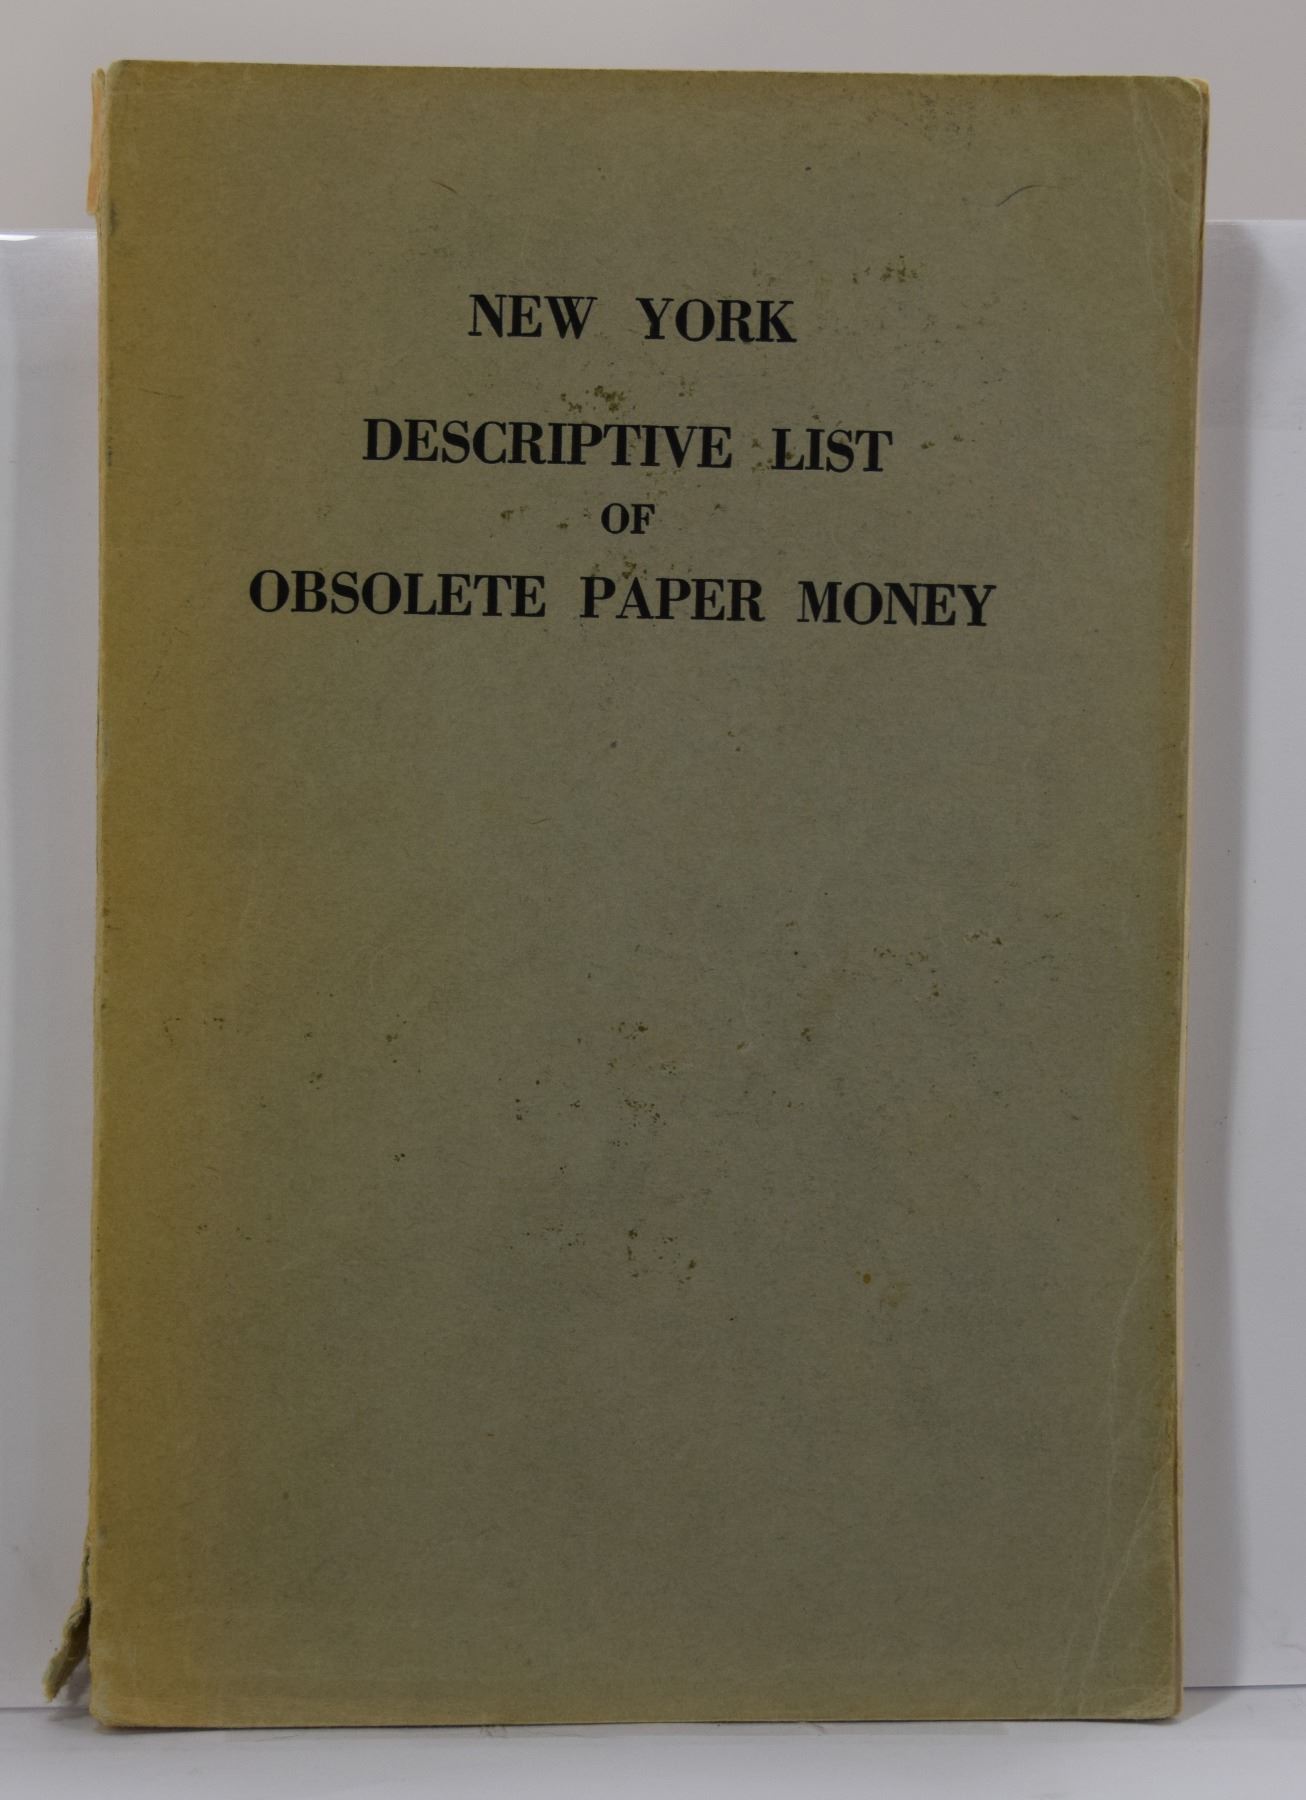 NEW YORK
DESCRIPTIVE LIST
OF
OBSOLETE PAPER MONEY